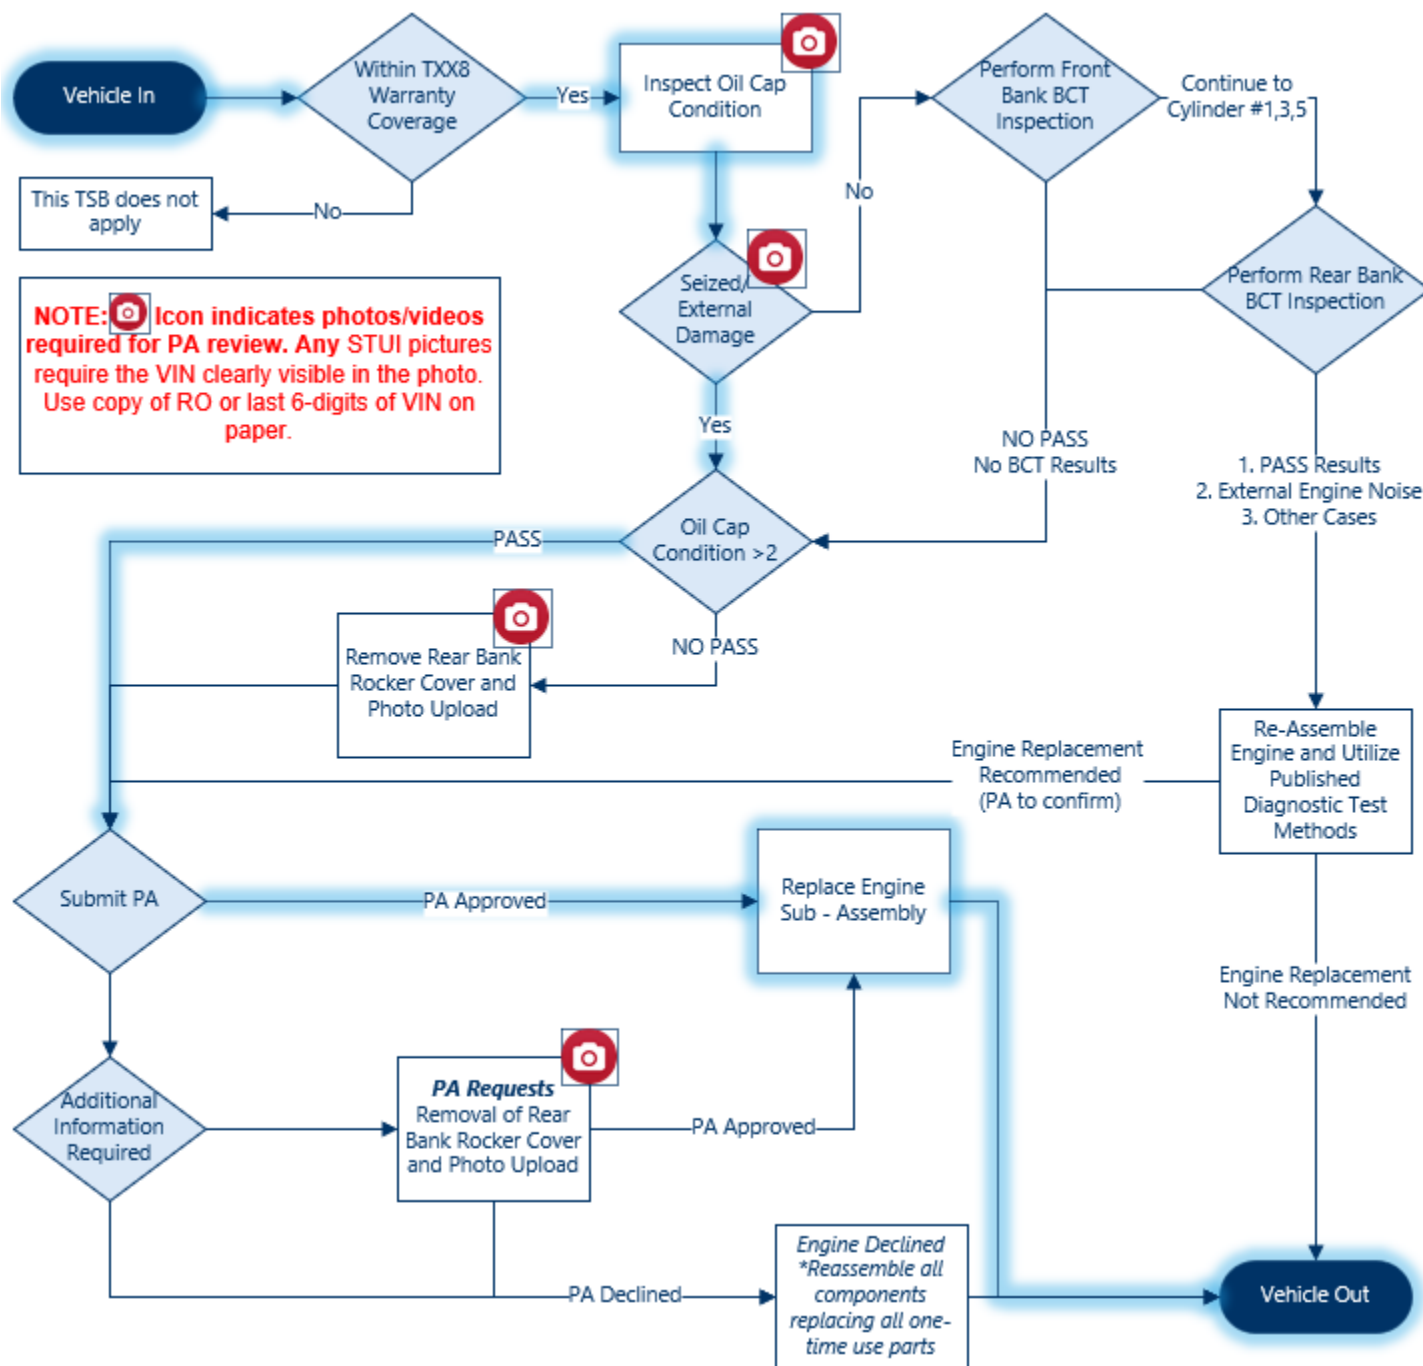 Vehicle In
Within TXX8
Warranty
Coverage
Yes
Inspect Oil Cap
Condition
Perform Front
Bank BCT
Inspection
Continue to
Cylinder #1,3,5
This TSB does not
apply
No
No
Seized/
External
Damage
Perform Rear Bank
BCT Inspection
NOTE: Icon indicates photos/videos
required for PA review. Any STUI pictures
require the VIN clearly visible in the photo.
Use copy of RO or last 6-digits of VIN on
paper.
Yes
NO PASS
No BCT Results
1. PASS Results
2. External Engine Noise
3. Other Cases
PASS
Oil Cap
Condition >2
NO PASS
Remove Rear Bank
Rocker Cover and
Photo Upload
Engine Replacement
Recommended
(PA to confirm)
Re-Assemble
Engine and Utilize
Published
Diagnostic Test
Methods
Submit PA
PA Approved
Replace Engine
Sub - Assembly
Engine Replacement
Not Recommended
Additional
Information
Required
PA Requests
Removal of Rear
Bank Rocker Cover
and Photo Upload
PA Approved
PA Declined
Engine Declined
*Reassemble all
components
replacing all one-
time use parts
Vehicle Out